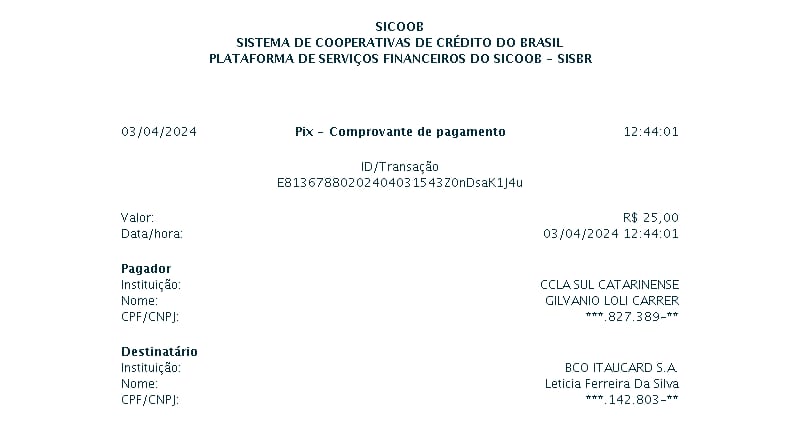 SICOOB
SISTEMA DE COOPERATIVAS DE CRÉDITO DO BRASIL
PLATAFORMA DE SERVIÇOS FINANCEIROS DO SICOOB - SISBR
03/04/2024 Pix - Comprovante de pagamento 12:44:01
ID/Transação
E81367880202404031543Z0nDsaK1J4u
Valor: R$ 25,00
Data/hora: 03/04/2024 12:44:01
Pagador
Instituição: CCLA SUL CATARINENSE
Nome: GILVANIO LOLI CARRER
CPF/CNPJ: ***.827.389-**
Destinatário
Instituição: BCO ITAUCARD S.A.
Nome: Leticia Ferreira Da Silva
CPF/CNPJ: ***.142.803-**